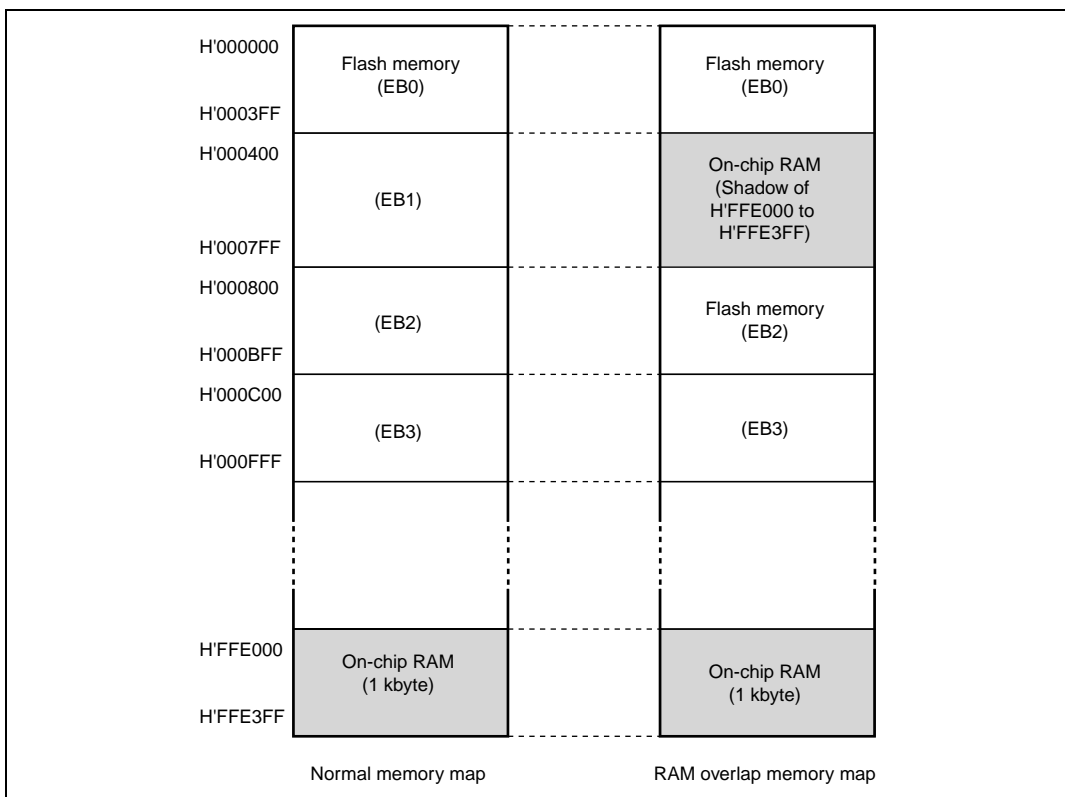 H'000000
Flash memory
(EB0)
Flash memory
(EB0)
H'0003FF
H'000400
(EB1)
On-chip RAM
(Shadow of
H'FFE000 to
H'FFE3FF)
H'0007FF
H'000800
(EB2)
Flash memory
(EB2)
H'000BFF
H'000C00
(EB3)
(EB3)
H'000FFF
H'FFE000
On-chip RAM
(1 kbyte)
On-chip RAM
(1 kbyte)
H'FFE3FF
Normal memory map
RAM overlap memory map